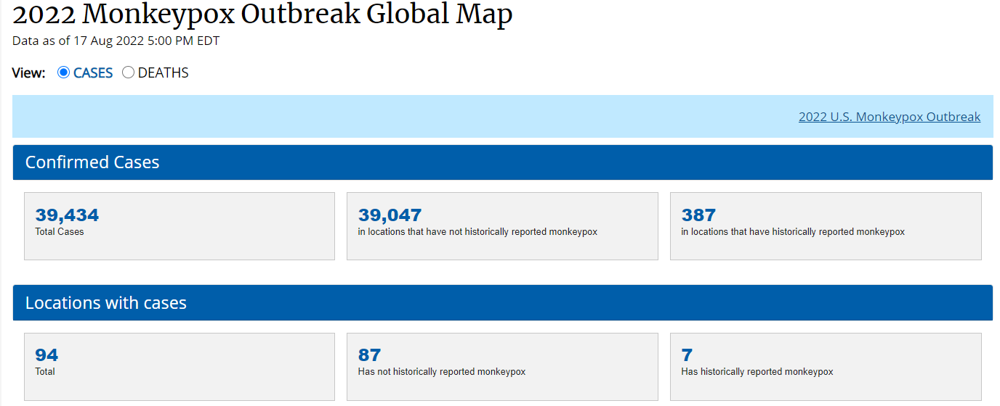 2022 Monkeypox Outbreak Global Map
Data as of 17 Aug 2022 5:00 PM EDT
View: CASES DEATHS
2022 U.S. Monkeypox Outbreak
Confirmed Cases
39,434
Total Cases
39,047
in locations that have not historically reported monkeypox
387
in locations that have historically reported monkeypox
Locations with cases
94
Total
87
Has not historically reported monkeypox
7
Has historically reported monkeypox